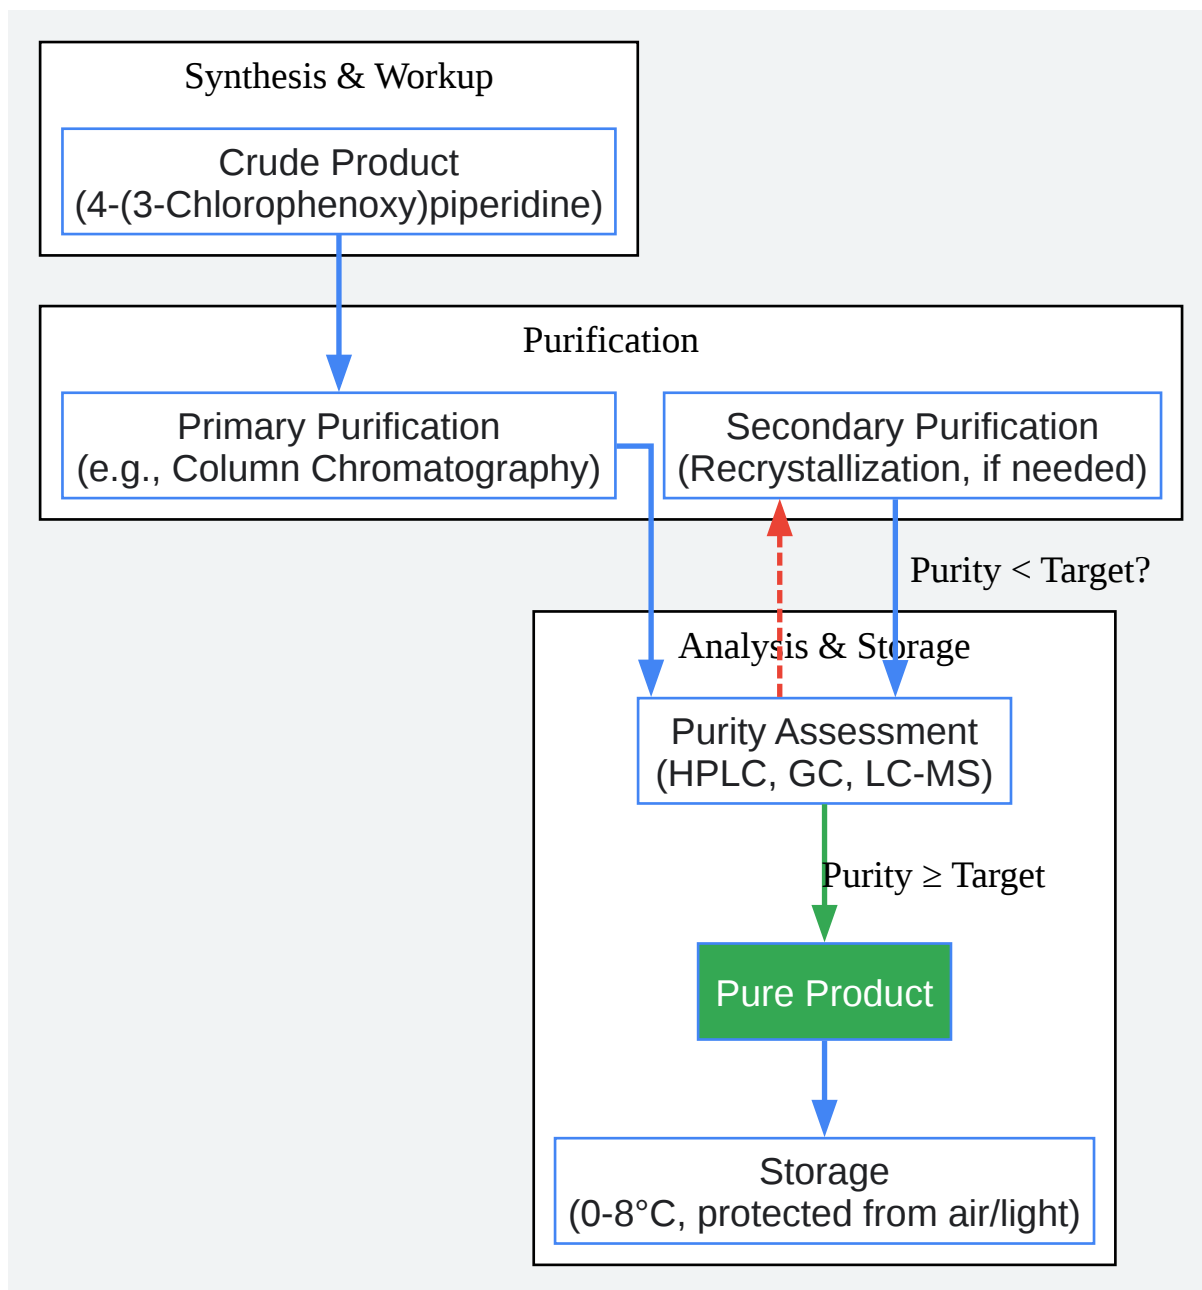 Synthesis & Workup
Crude Product
(4-(3-Chlorophenoxy)piperidine)
Purification
Primary Purification
(e.g., Column Chromatography)
Secondary Purification
(Recrystallization, if needed)
Purity < Target?
Analysis & Storage
Purity Assessment
(HPLC, GC, LC-MS)
Purity ≥ Target
Pure Product
Storage
(0-8°C, protected from air/light)